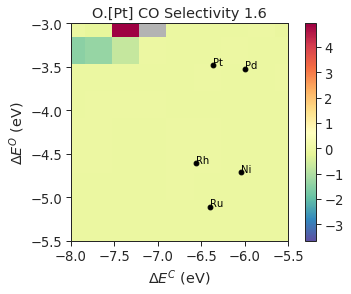 O.[Pt] CO Selectivity 1.6
−3.0
−3.5
−4.0
−4.5
−5.0
−5.5
ΔE^O (eV)
Pt
Pd
Rh
Ni
Ru
−8.0 −7.5 −7.0 −6.5 −6.0 −5.5
ΔE^C (eV)
4
3
2
1
0
−1
−2
−3